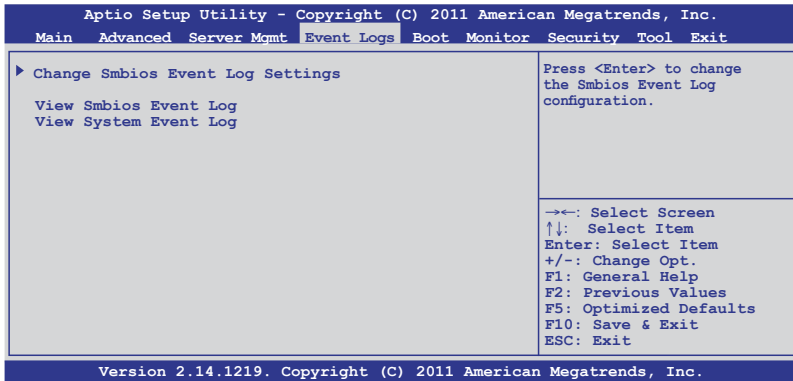 Aptio Setup Utility - Copyright (C) 2011 American Megatrends, Inc.
Main Advanced Server Mgmt Event Logs Boot Monitor Security Tool Exit
Change Smbios Event Log Settings
View Smbios Event Log
View System Event Log
Press <Enter> to change
the Smbios Event Log
configuration.
→←: Select Screen
↑↓: Select Item
Enter: Select Item
+/-: Change Opt.
F1: General Help
F2: Previous Values
F5: Optimized Defaults
F10: Save & Exit
ESC: Exit
Version 2.14.1219. Copyright (C) 2011 American Megatrends, Inc.